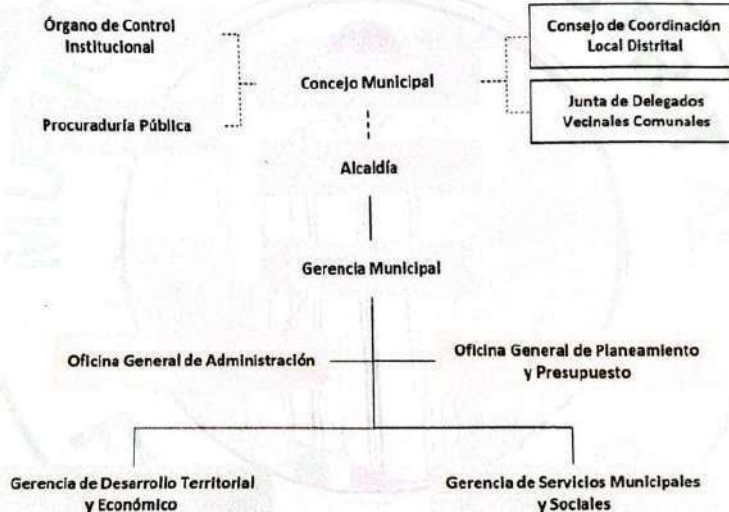 Órgano de Control
Institucional
Consejo de Coordinación
Local Distrital
Concejo Municipal
Procuraduría Pública
Junta de Delegados
Vecinales Comunales
Alcaldía
Gerencia Municipal
Oficina General de Administración
Oficina General de Planeamiento
y Presupuesto
Gerencia de Desarrollo Territorial
y Económico
Gerencia de Servicios Municipales
y Sociales